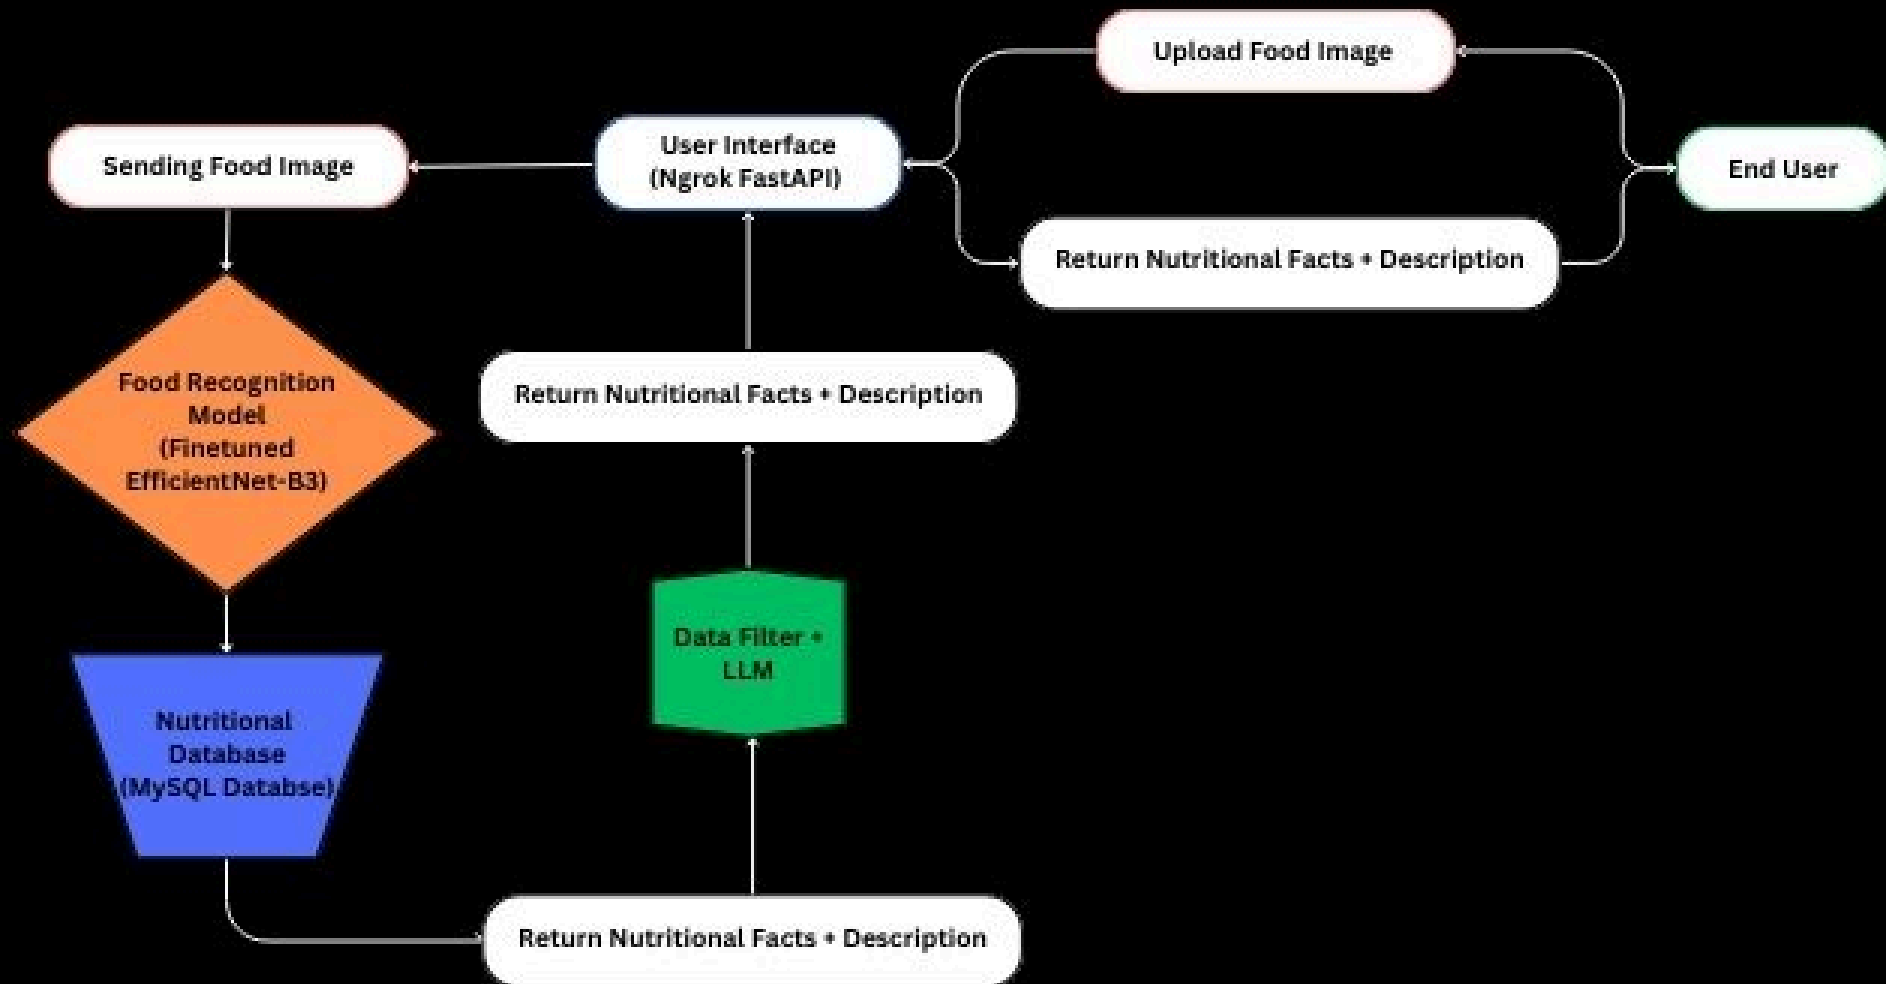 Upload Food Image
Sending Food Image
User Interface
(Ngrok FastAPI)
End User
Return Nutritional Facts + Description
Food Recognition
Model
(Finetuned
EfficientNet-B3)
Return Nutritional Facts + Description
Data Filter +
LLM
Nutritional
Database
(MySQL Databse)
Return Nutritional Facts + Description